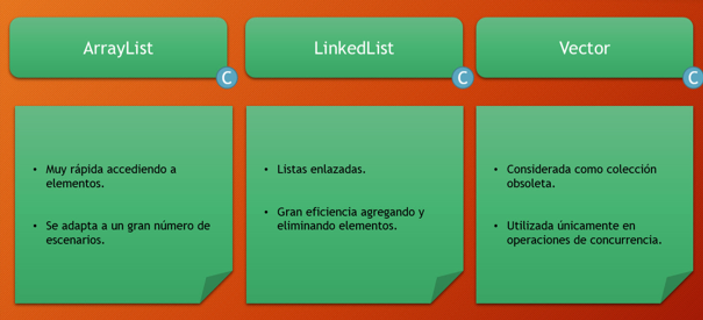 ArrayList
C
LinkedList
C
Vector
C
• Muy rápida accediendo a
elementos.
• Se adapta a un gran número de
escenarios.
• Listas enlazadas.
• Gran eficiencia agregando y
eliminando elementos.
• Considerada como colección
obsoleta.
• Utilizada únicamente en
operaciones de concurrencia.